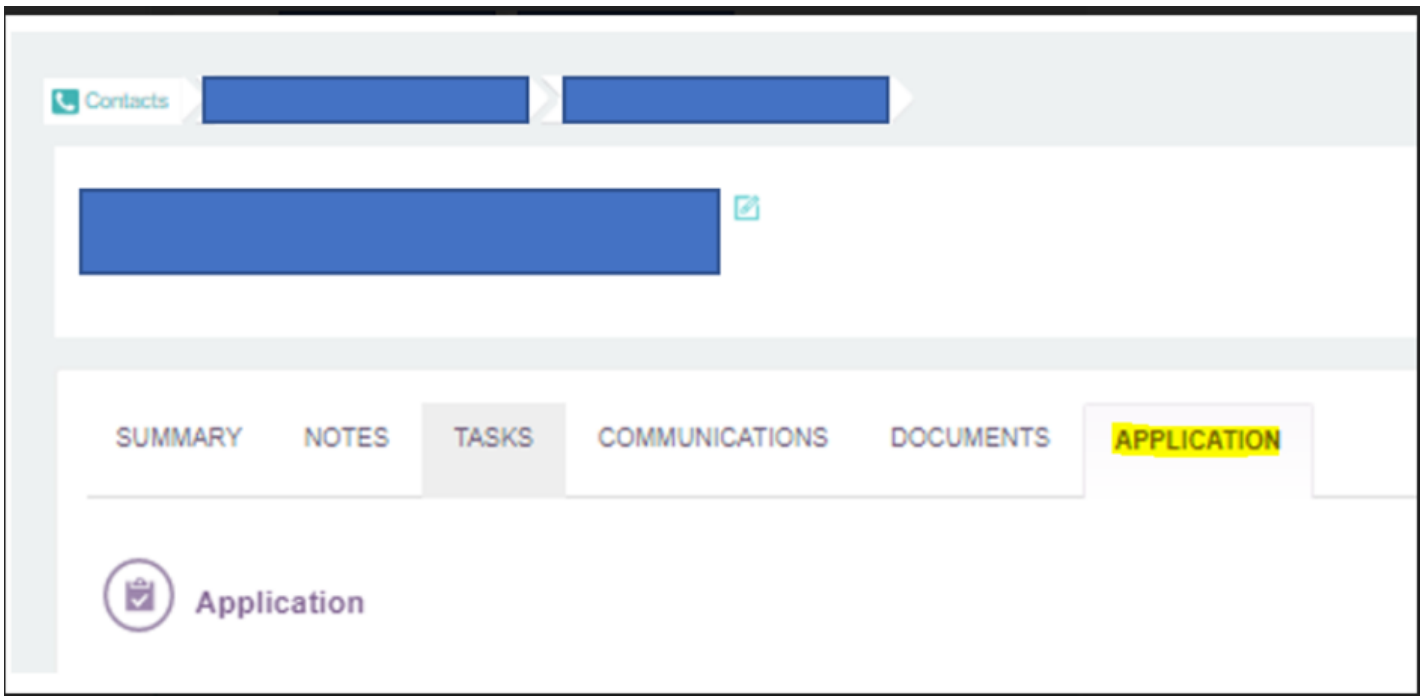 Contacts
SUMMARY NOTES TASKS COMMUNICATIONS DOCUMENTS APPLICATION
Application